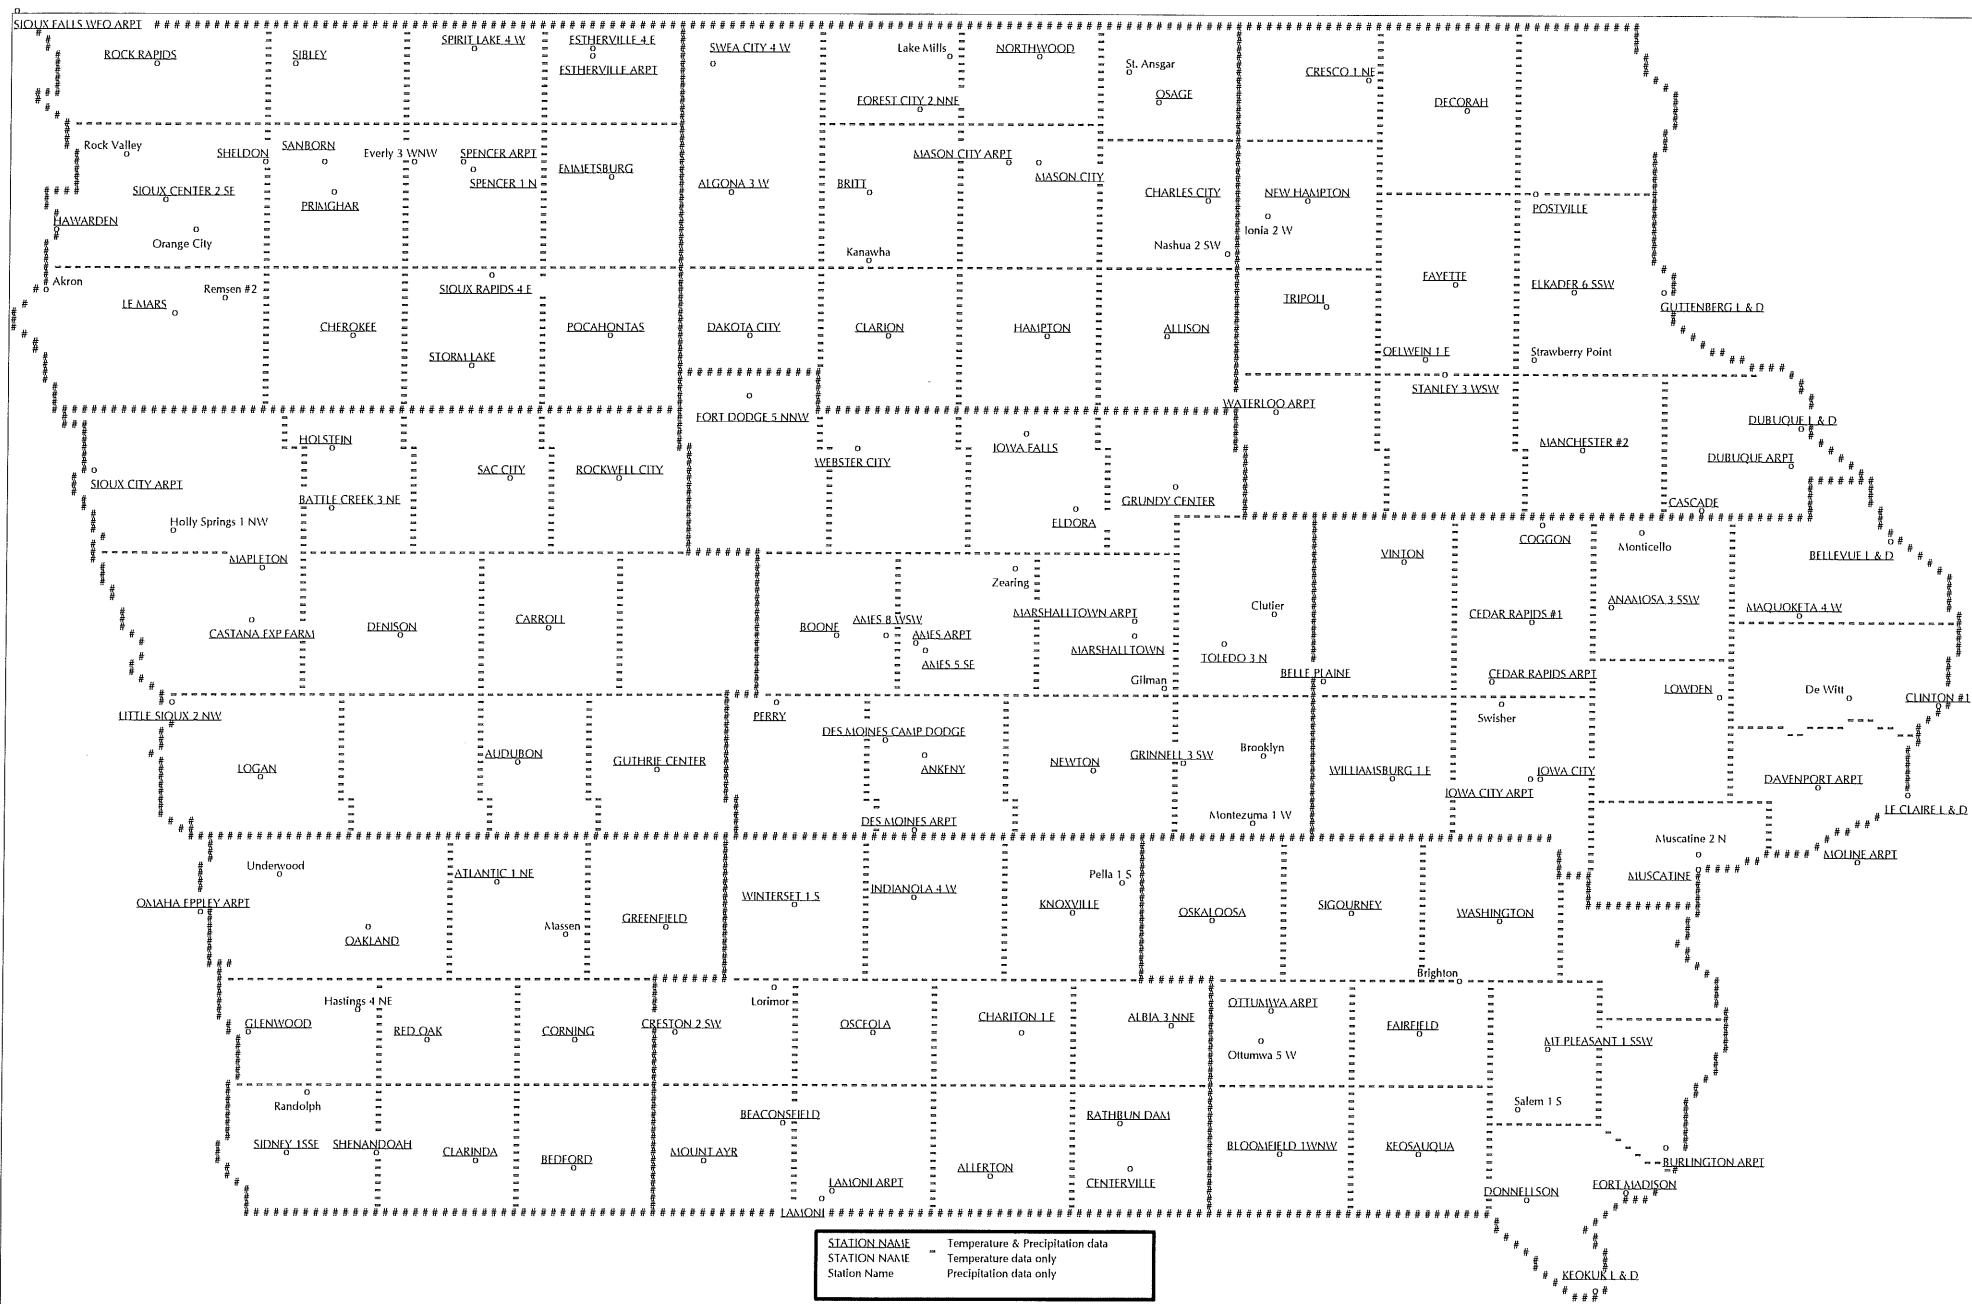 SIOUX FALLS WFO ARPT
ROCK RAPIDS
SIBLEY
SPIRIT LAKE 4 W
ESTHERVILLE 4 E
ESTHERVILLE ARPT
SWEA CITY 4 W
Lake Mills
NORTHWOOD
St. Ansgar
OSAGE
CRESCO 1 NE
DECORAH
FOREST CITY 2 NNE
Rock Valley
SHELDON
SANBORN
Everly 3 WNW
SPENCER ARPT
SPENCER 1 N
EMMETSBURG
ALGONA 3 W
BRITT
MASON CITY ARPT
MASON CITY
CHARLES CITY
NEW HAMPTON
SIOUX CENTER 2 SE
PRIMGHAR
POSTVILLE
HAWARDEN
Orange City
Kanawha
Nashua 2 SW
Ionia 2 W
Akron
LE MARS
Remsen #2
SIOUX RAPIDS 4 E
TRIPOLI
FAYETTE
ELKADER 6 SSW
GUTTENBERG L & D
CHEROKEE
STORM LAKE
POCAHONTAS
DAKOTA CITY
CLARION
HAMPTON
ALLISON
OELWEIN 1 E
Strawberry Point
STANLEY 3 WSW
WATERLOO ARPT
FORT DODGE 5 NNW
DUBUQUE L & D
HOLSTEIN
SAC CITY
ROCKWELL CITY
WEBSTER CITY
IOWA FALLS
MANCHESTER #2
DUBUQUE ARPT
SIOUX CITY ARPT
BATTLE CREEK 3 NE
GRUNDY CENTER
CASCADE
Holly Springs 1 NW
ELDORA
MAPLETON
COGGON
Monticello
BELLEVUE L & D
VINTON
Zearing
CASTANA EXP FARM
DENISON
CARROLL
BOONE
AMES 8 WSW
AMES ARPT
AMES 5 SE
MARSHALLTOWN ARPT
MARSHALLTOWN
Clutier
TOLEDO 3 N
CEDAR RAPIDS #1
ANAMOSA 3 SSW
MAQUOKETA 4 W
Gilman
BELLE PLAINE
CEDAR RAPIDS ARPT
LOWDEN
De Witt
CLINTON #1
LITTLE SIOUX 2 NW
PERRY
Swisher
DES MOINES CAMP DODGE
ANKENY
LOGAN
AUDUBON
GUTHRIE CENTER
NEWTON
GRINNELL 3 SW
Brooklyn
WILLIAMSBURG 1 E
IOWA CITY
IOWA CITY ARPT
DAVENPORT ARPT
LE CLAIRE L & D
DES MOINES ARPT
Montezuma 1 W
Muscatine 2 N
MOLINE ARPT
MUSCATINE
Underwood
ATLANTIC 1 NE
OMAHA EPPLEY ARPT
OAKLAND
Massen
GREENFIELD
WINTERSET 1 S
INDIANOLA 4 W
KNOXVILLE
Pella 1 S
OSKALOOSA
SIGOURNEY
WASHINGTON
Brighton
Hastings 4 NE
GLENWOOD
RED OAK
CORNING
CRESTON 2 SW
Lorimor
OSCEOLA
CHARITON 1 E
ALBIA 3 NNE
OTTUMWA ARPT
Ottumwa 5 W
FAIRFIELD
MT PLEASANT 1 SSW
Randolph
BEACONSFIELD
RATHBUN DAM
Salem 1 S
SIDNEY 1SSE
SHENANDOAH
CLARINDA
BEDFORD
MOUNT AYR
LAMONI ARPT
LAMONI
ALLERTON
CENTERVILLE
BLOOMFIELD 1WNW
KEOSAUQUA
BURLINGTON ARPT
DONNELLSON
FORT MADISON
KEOKUK L & D
STATION NAME Temperature & Precipitation data
STATION NAME = Temperature data only
Station Name Precipitation data only